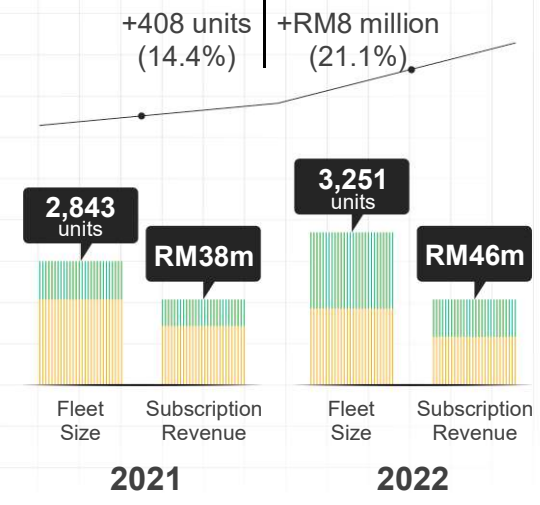 +408 units
(14.4%)
+RM8 million
(21.1%)
2,843
units
RM38m
3,251
units
RM46m
Fleet
Size
Subscription
Revenue
Fleet
Size
Subscription
Revenue
2021
2022